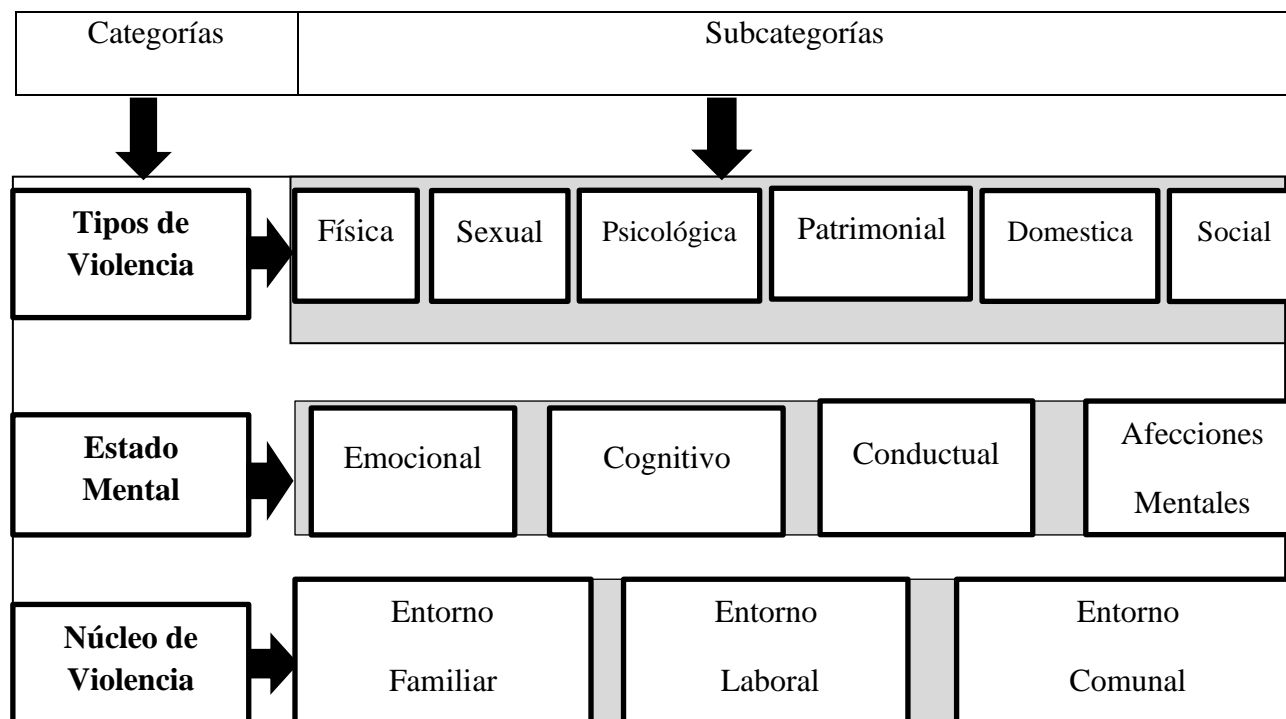 Categorías
Subcategorías
Tipos de
Violencia
Física
Sexual
Psicológica
Patrimonial
Domestica
Social
Estado
Mental
Emocional
Cognitivo
Conductual
Afecciones
Mentales
Núcleo de
Violencia
Entorno
Familiar
Entorno
Laboral
Entorno
Comunal